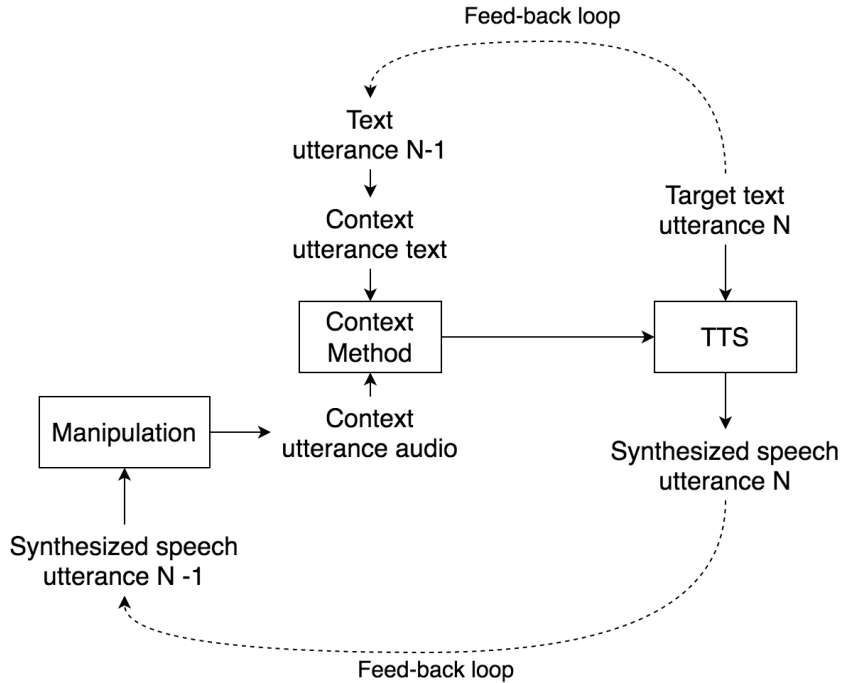 Feed-back loop
Text
utterance N-1
Target text
utterance N
Context
utterance text
Context
Method
TTS
Manipulation
Context
utterance audio
Synthesized speech
utterance N
Synthesized speech
utterance N -1
Feed-back loop